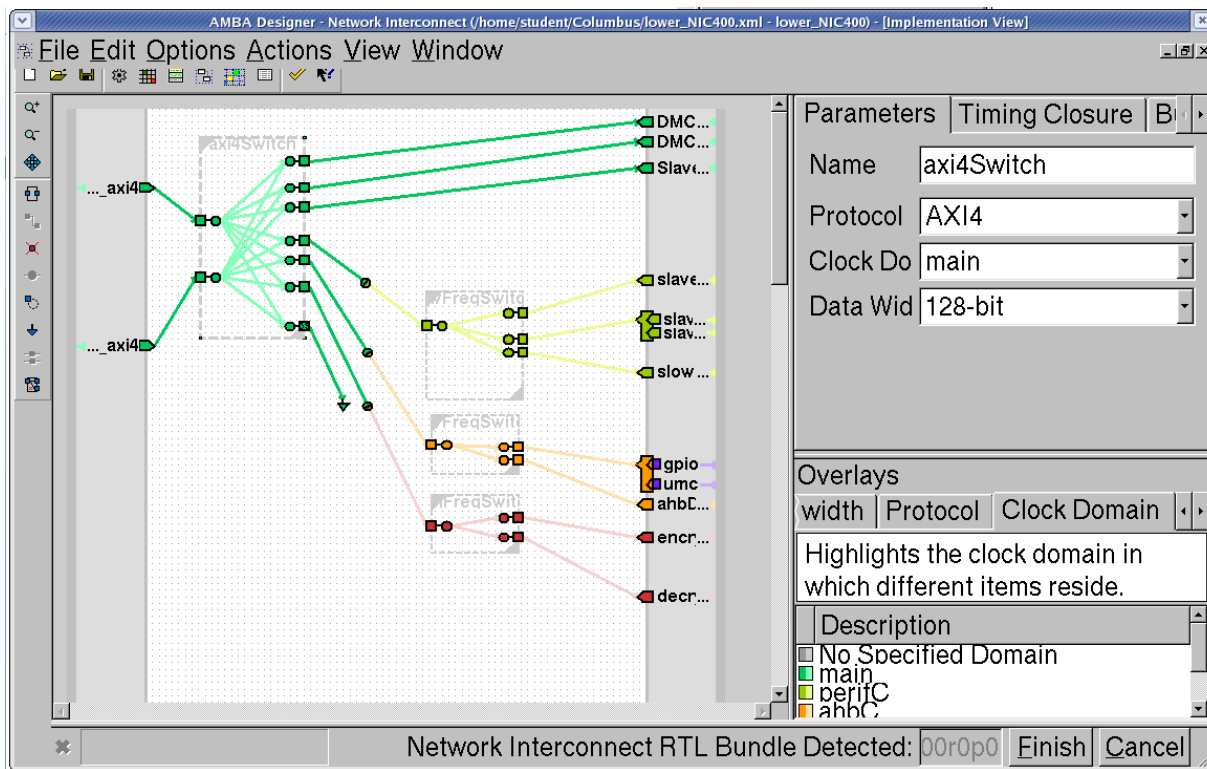 AMBA Designer - Network Interconnect (/home/student/Columbus/lower_NIC400.xml - lower_NIC400) - [Implementation View]
File Edit Options Actions View Window
axi4Switch
..._axi4
..._axi4
FreqSwitc
FreqSwit
FreqSwit
DMC...
DMC...
Slave...
slave...
slav...
slav...
slow ...
gpio
umc
ahbD...
encr...
decr...
Parameters Timing Closure
Name axi4Switch
Protocol AXI4
Clock Do main
Data Wid 128-bit
Overlays
width Protocol Clock Domain
Highlights the clock domain in
which different items reside.
Description
No Specified Domain
main
perifC
ahbC
Network Interconnect RTL Bundle Detected: 00r0p0 Finish Cancel